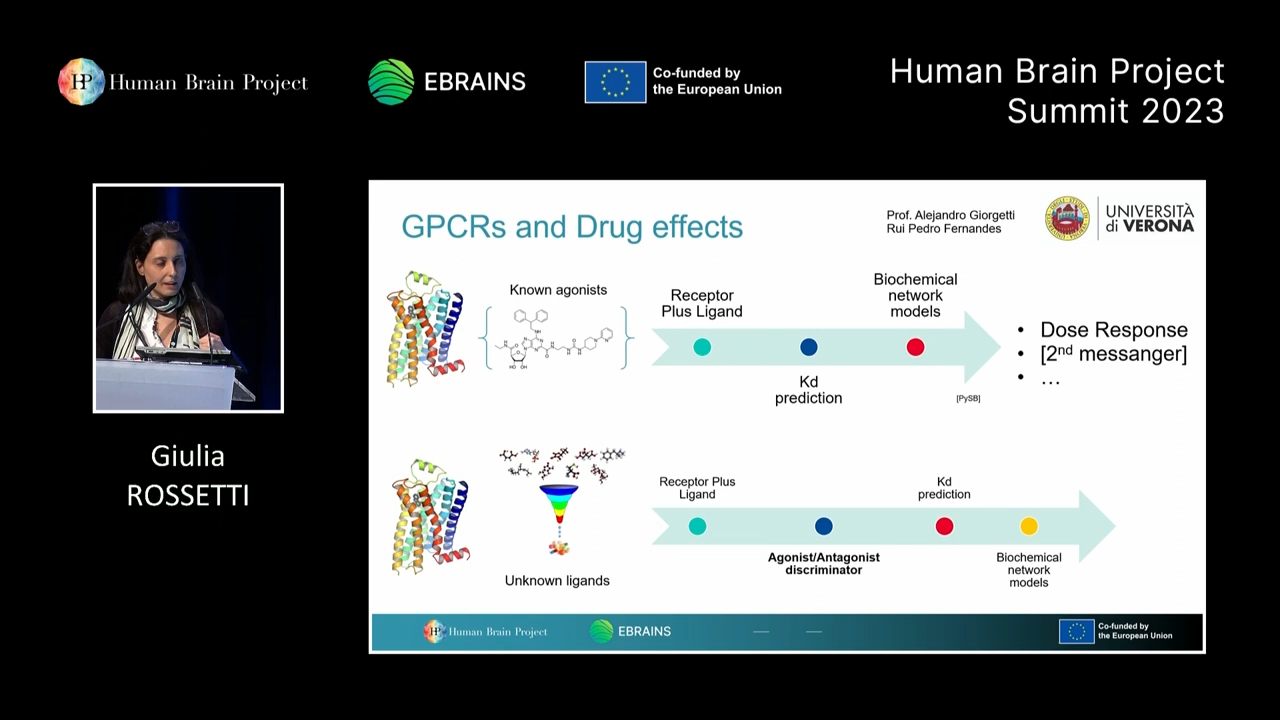 HP Human Brain Project
EBRAINS
Co-funded by
the European Union
Human Brain Project
Summit 2023
Giulia
ROSSETTI
GPCRs and Drug effects
Prof. Alejandro Giorgetti
Rui Pedro Fernandes
UNIVERSITÀ
di VERONA
Known agonists
Receptor
Plus Ligand
Kd
prediction
Biochemical
network
models
[PySB]
• Dose Response
• [2nd messanger]
• …
Unknown ligands
Receptor Plus
Ligand
Agonist/Antagonist
discriminator
Kd
prediction
Biochemical
network
models
HP Human Brain Project
EBRAINS
Co-funded by
the European Union